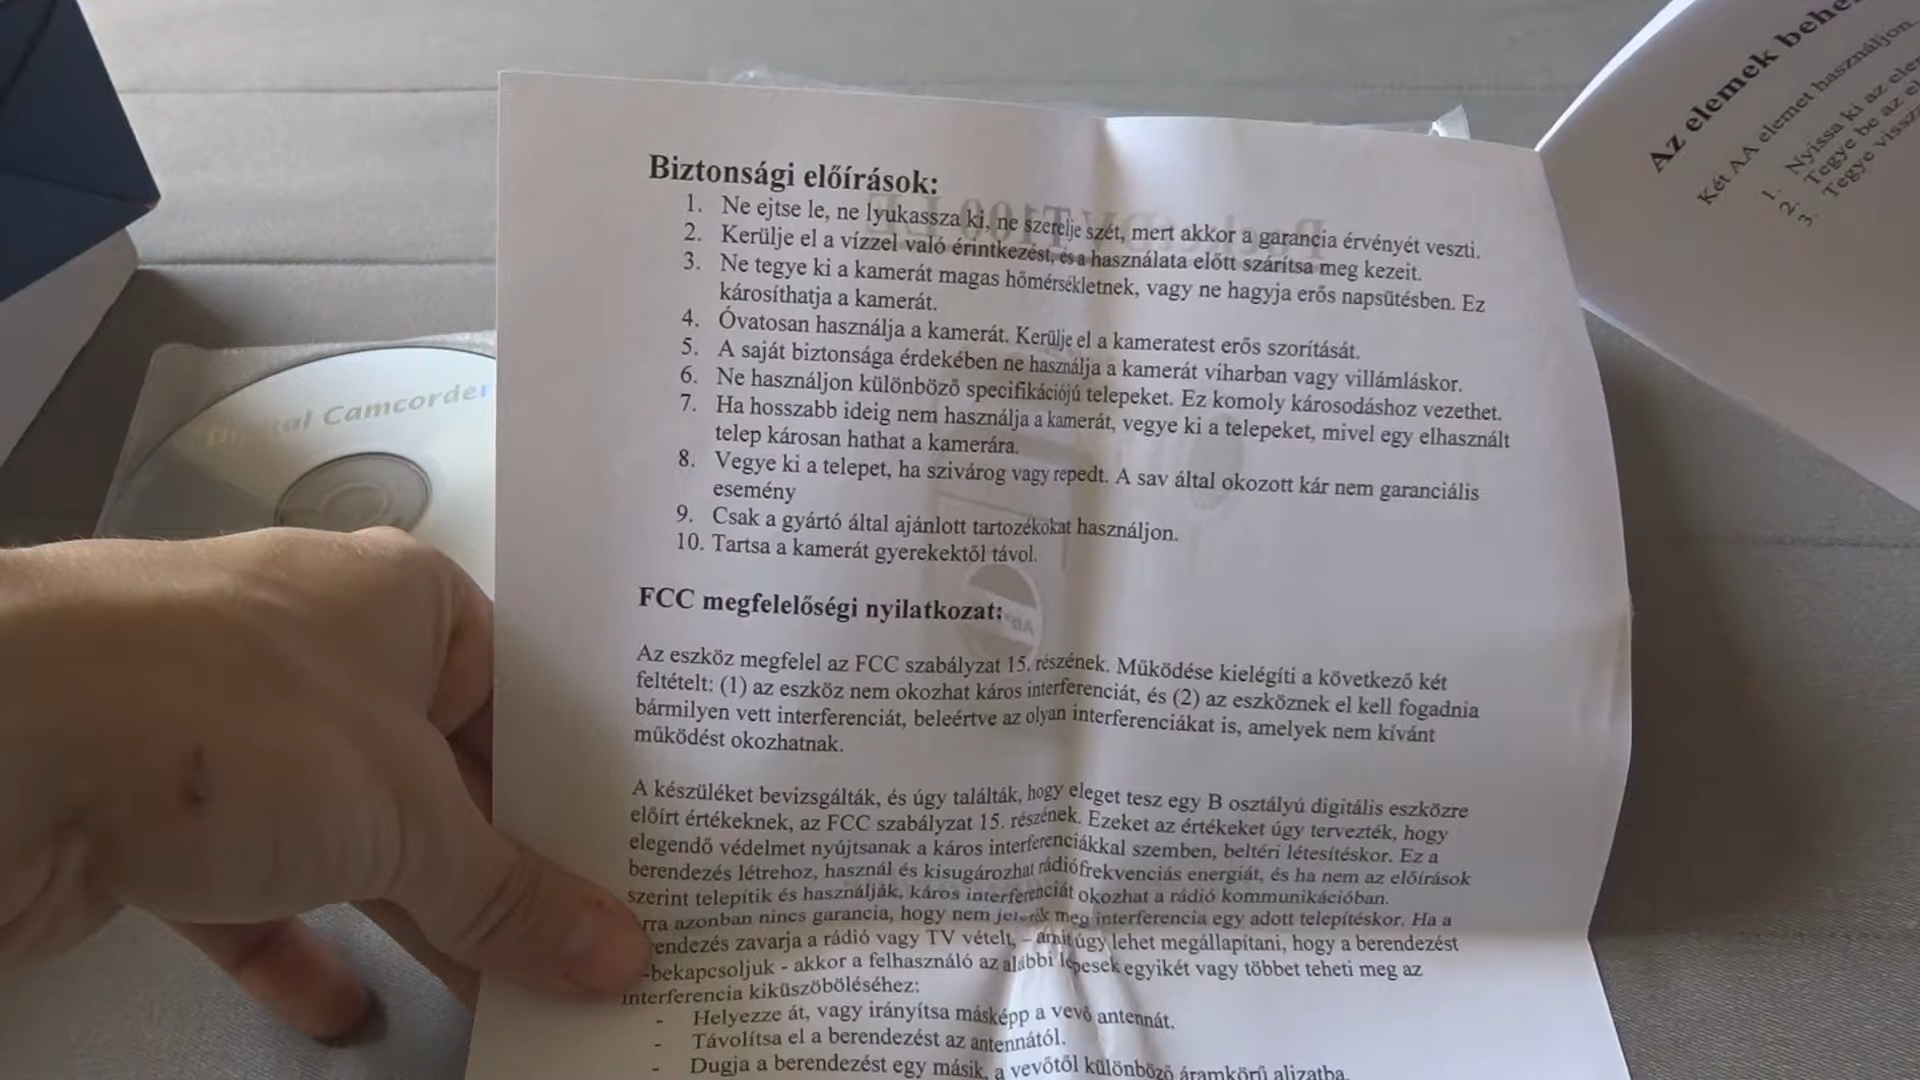 Biztonsági előírások:
1. Ne ejtse le, ne lyukassza ki, ne szerelje szét, mert akkor a garancia érvényét veszti.
2. Kerülje el a vízzel való érintkezést, és a használata előtt szárítsa meg kezeit.
3. Ne tegye ki a kamerát magas hőmérsékletnek, vagy ne hagyja erős napsütésben. Ez
károsíthatja a kamerát.
4. Óvatosan használja a kamerát. Kerülje el a kameratest erős szorítását.
5. A saját biztonsága érdekében ne használja a kamerát viharban vagy villámláskor.
6. Ne használjon különböző specifikációjú telepeket. Ez komoly károsodáshoz vezethet.
7. Ha hosszabb ideig nem használja a kamerát, vegye ki a telepeket, mivel egy elhasznált
telep károsan hathat a kamerára.
8. Vegye ki a telepet, ha szivárog vagy repedt. A sav által okozott kár nem garanciális
esemény
9. Csak a gyártó által ajánlott tartozékokat használjon.
10. Tartsa a kamerát gyerekektől távol.
FCC megfelelőségi nyilatkozat:
Az eszköz megfelel az FCC szabályzat 15. részének. Működése kielégíti a következő két
feltételt: (1) az eszköz nem okozhat káros interferenciát, és (2) az eszköznek el kell fogadnia
bármilyen vett interferenciát, beleértve az olyan interferenciákat is, amelyek nem kívánt
működést okozhatnak.
A készüléket bevizsgálták, és úgy találták, hogy eleget tesz egy B osztályú digitális eszközre
előírt értékeknek, az FCC szabályzat 15. részének. Ezeket az értékeket úgy tervezték, hogy
elegendő védelmet nyújtsanak a káros interferenciákkal szemben, beltéri létesítéskor. Ez a
berendezés létrehoz, használ és kisugározhat rádiófrekvenciás energiát, és ha nem az előírások
szerint telepítik és használják, káros interferenciát okozhat a rádió kommunikációban.
azonban nincs garancia, hogy nem jelenik meg interferencia egy adott telepítéskor. Ha a
rendezés zavarja a rádió vagy TV vételt, - amit úgy lehet megállapítani, hogy a berendezést
-bekapcsoljuk - akkor a felhasználó az alábbi lépesek egyikét vagy többet teheti meg az
interferencia kiküszöböléséhez:
- Helyezze át, vagy irányítsa másképp a vevő antennát.
- Távolítsa el a berendezést az antennától.
- Dugja a berendezést egy másik, a vevőtől különböző áramkörű aljzatba.
Digital Camcorder
Az elemek behe
Két AA elemet használjon.
1. Nyissa ki az ele
2. Tegye be az el
3. Tegye vissz